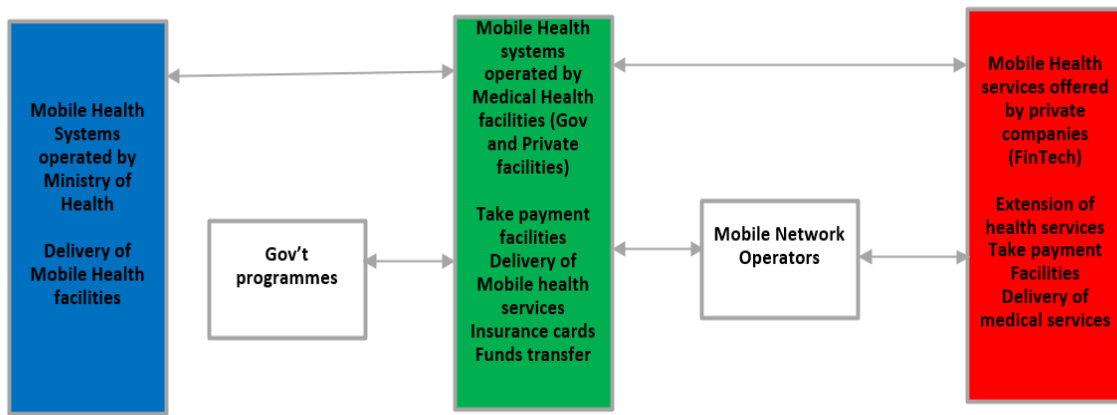 Mobile Health
Systems
operated by
Ministry of
Health
Delivery of
Mobile Health
facilities
Gov’t
programmes
Mobile Health
systems
operated by
Medical Health
facilities (Gov
and Private
facilities)
Take payment
facilities
Delivery of
Mobile health
services
Insurance cards
Funds transfer
Mobile Network
Operators
Mobile Health
services offered
by private
companies
(FinTech)
Extension of
health services
Take payment
Facilities
Delivery of
medical services